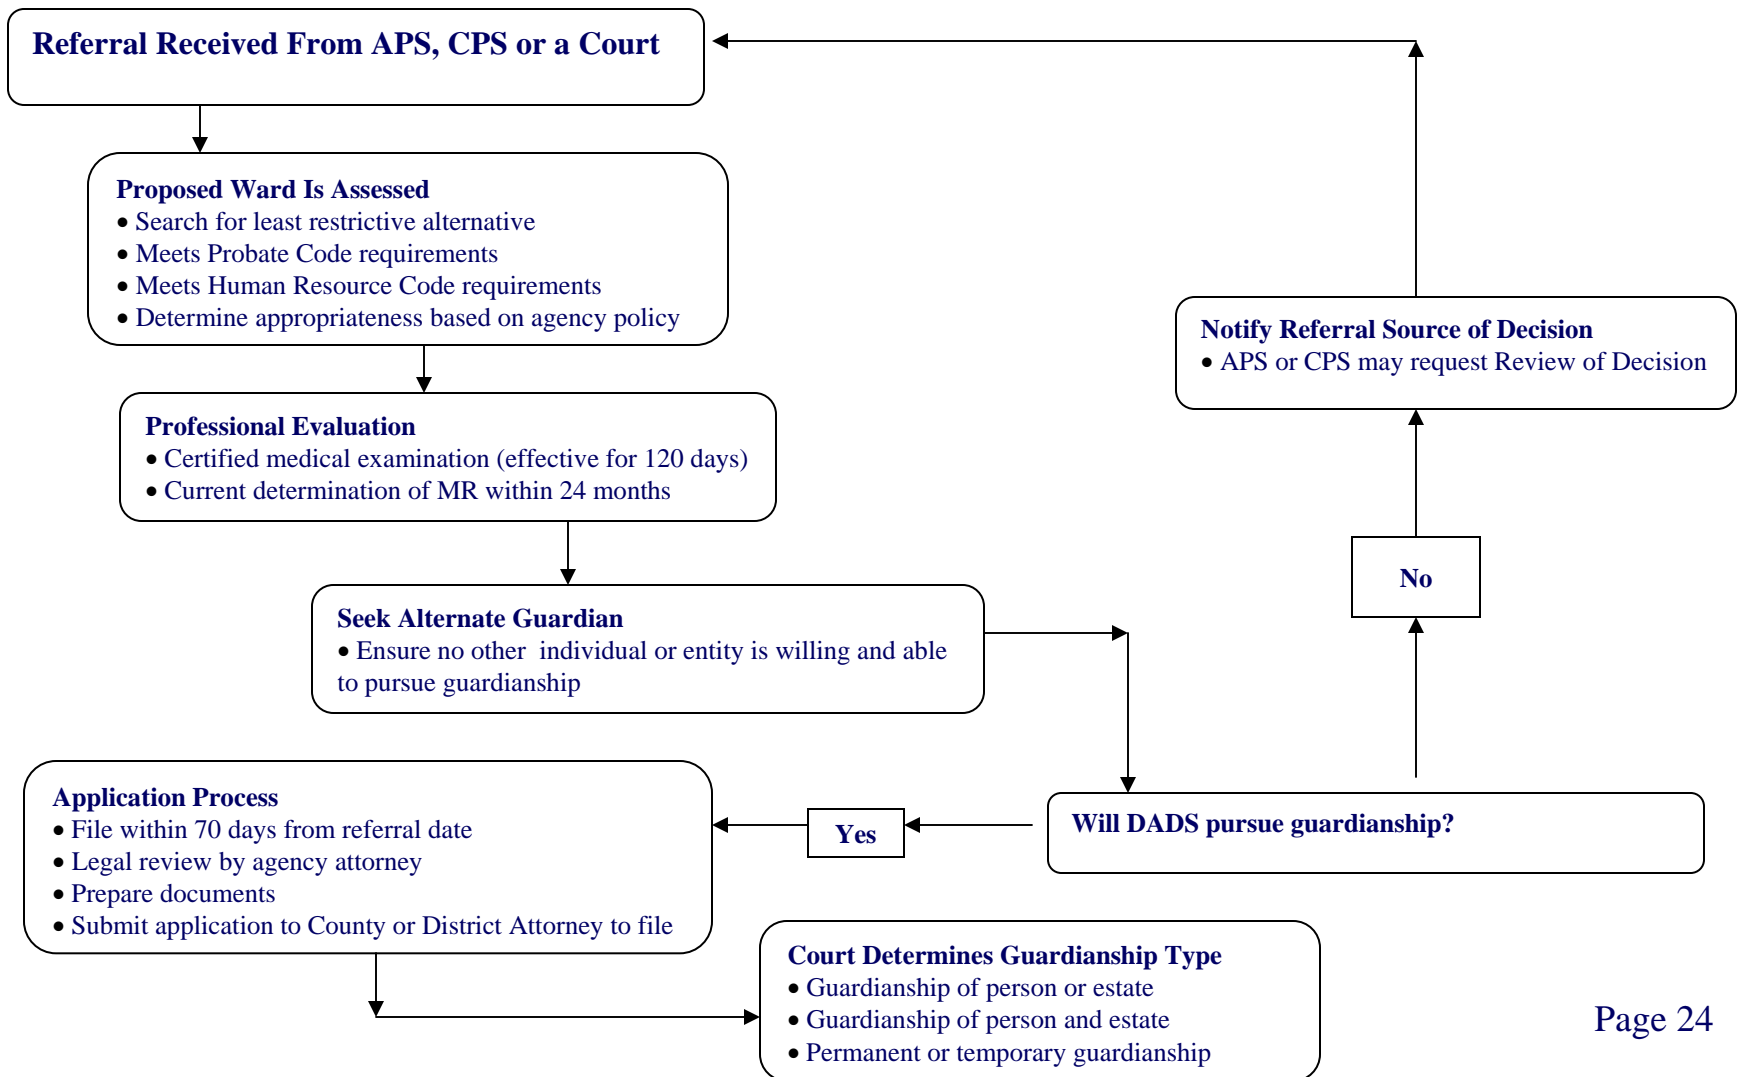 Referral Received From APS, CPS or a Court
Proposed Ward Is Assessed
• Search for least restrictive alternative
• Meets Probate Code requirements
• Meets Human Resource Code requirements
• Determine appropriateness based on agency policy
Professional Evaluation
• Certified medical examination (effective for 120 days)
• Current determination of MR within 24 months
Seek Alternate Guardian
• Ensure no other  individual or entity is willing and able
to pursue guardianship
Will DADS pursue guardianship?
No
Notify Referral Source of Decision
• APS or CPS may request Review of Decision
Yes
Application Process
• File within 70 days from referral date
• Legal review by agency attorney
• Prepare documents
• Submit application to County or District Attorney to file
Court Determines Guardianship Type
• Guardianship of person or estate
• Guardianship of person and estate
• Permanent or temporary guardianship
Page 24